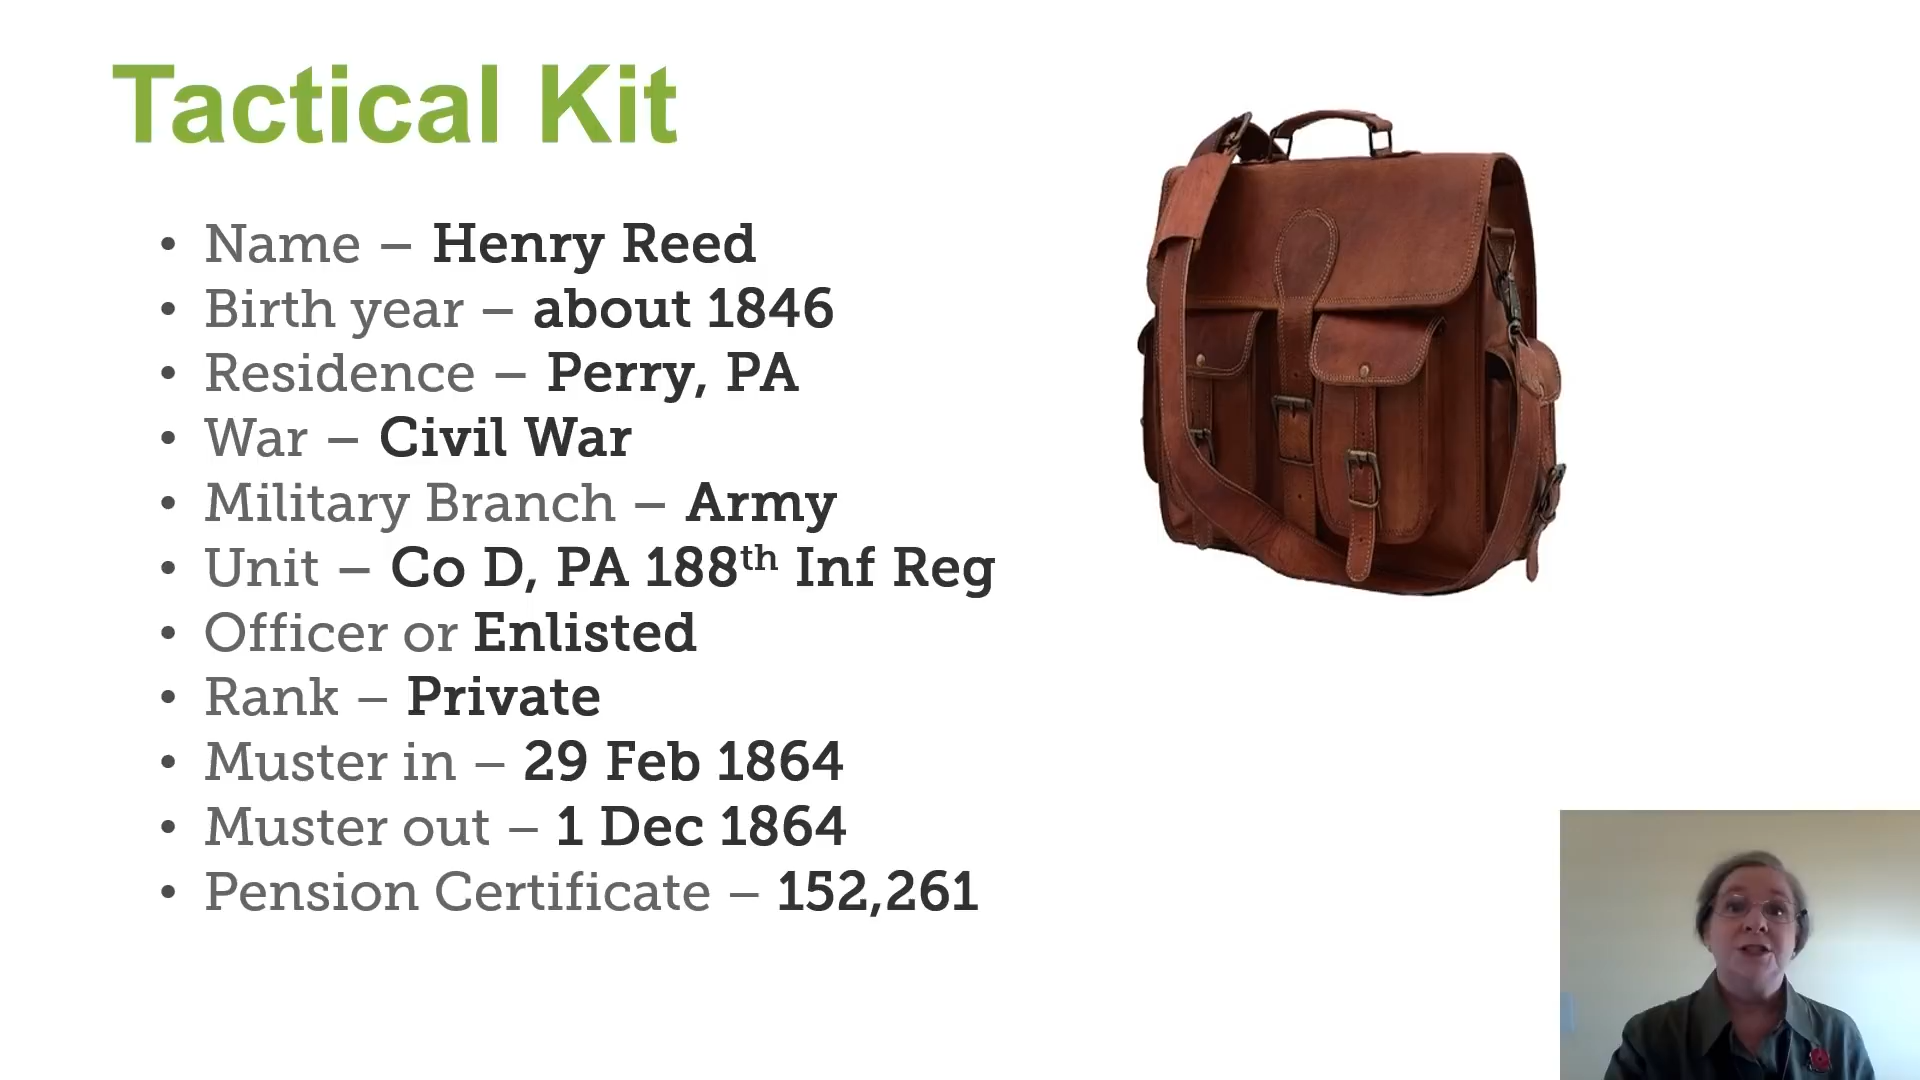 Tactical Kit
• Name – Henry Reed
• Birth year – about 1846
• Residence – Perry, PA
• War – Civil War
• Military Branch – Army
• Unit – Co D, PA 188th Inf Reg
• Officer or Enlisted
• Rank – Private
• Muster in – 29 Feb 1864
• Muster out – 1 Dec 1864
• Pension Certificate – 152,261